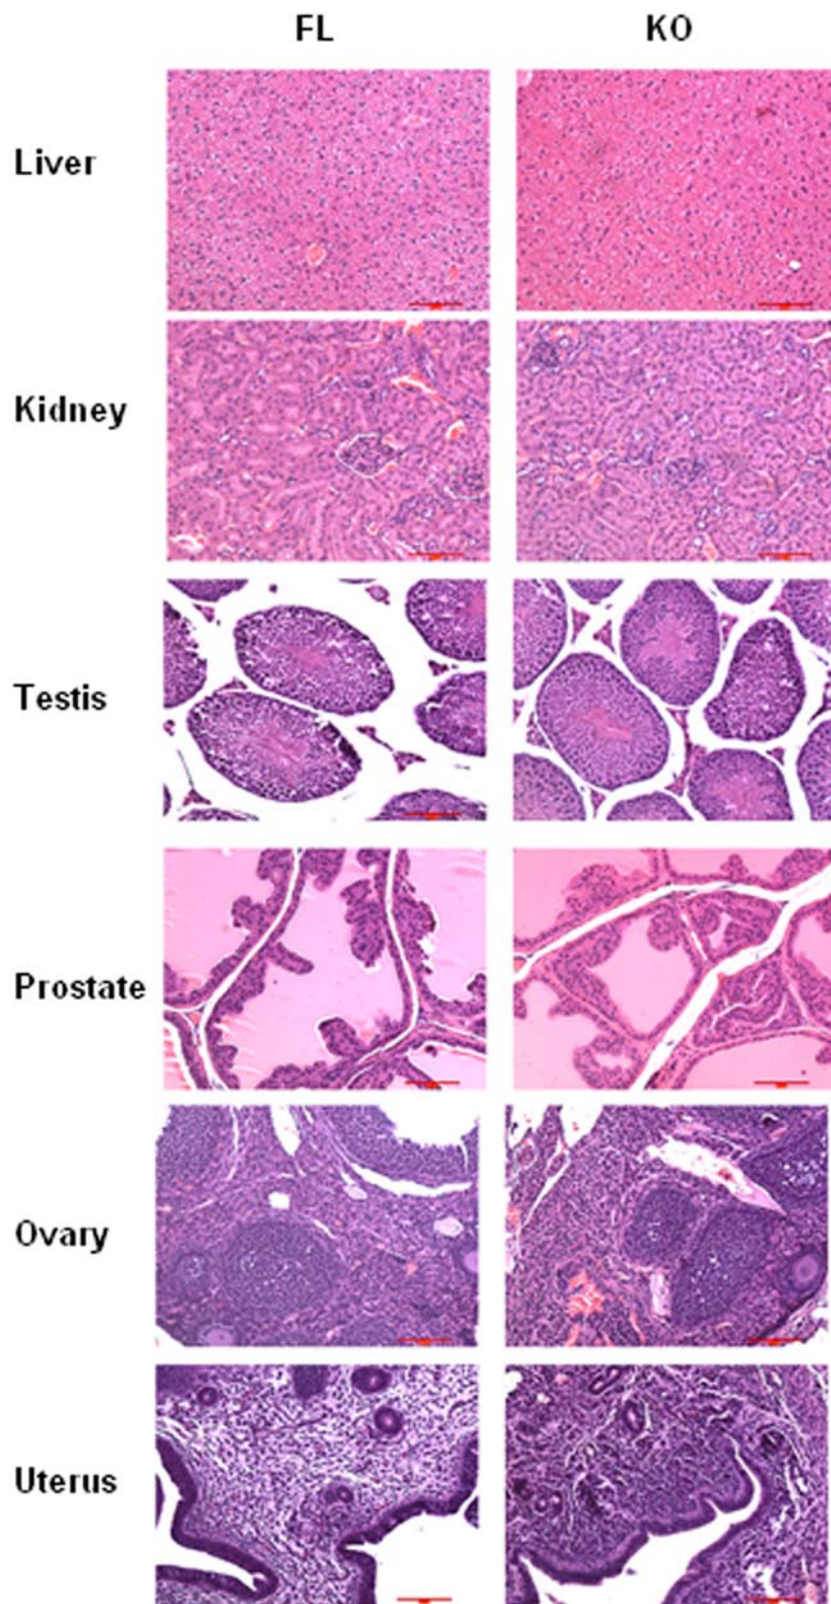 FL KO
Liver
Kidney
Testis
Prostate
Ovary
Uterus